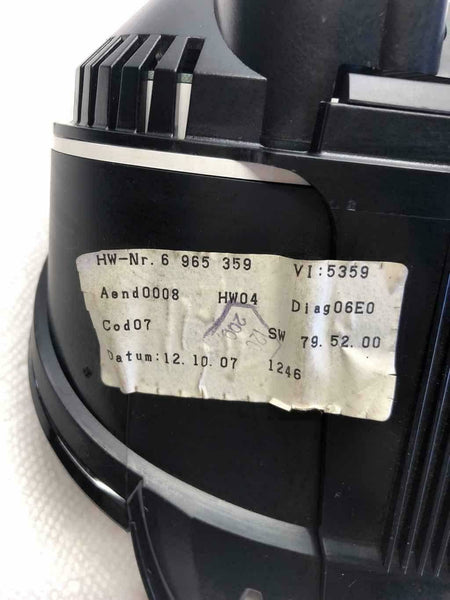 HW-Nr. 6 965 359 VI:5359
Aend0008 HW04 Diag06E0
Cod07 SW 79.52.00
Datum:12.10.07 1246